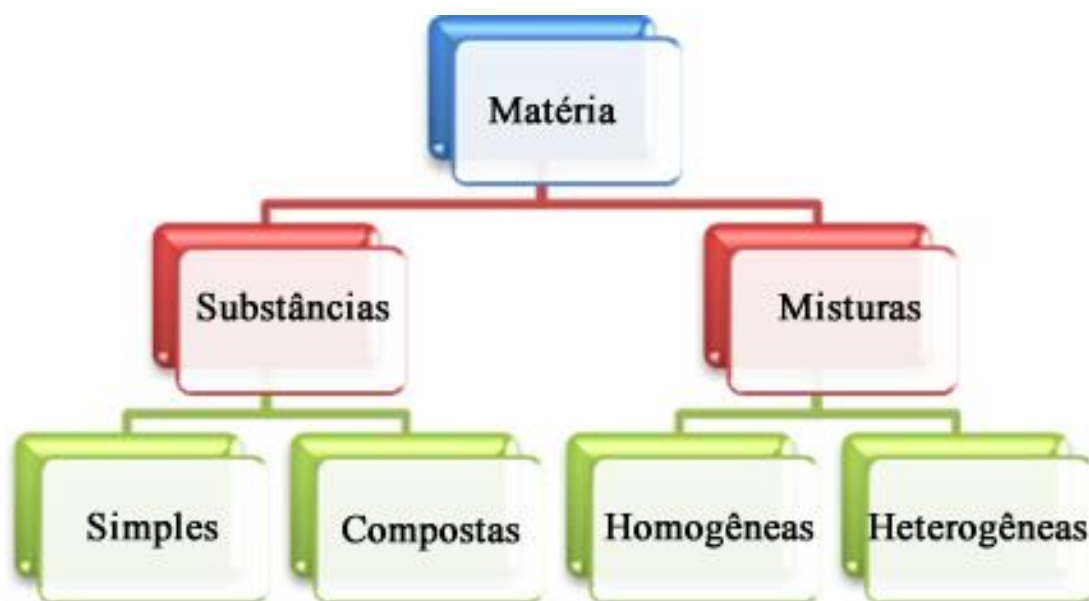 Matéria
Substâncias
Misturas
Simples
Compostas
Homogêneas
Heterogêneas